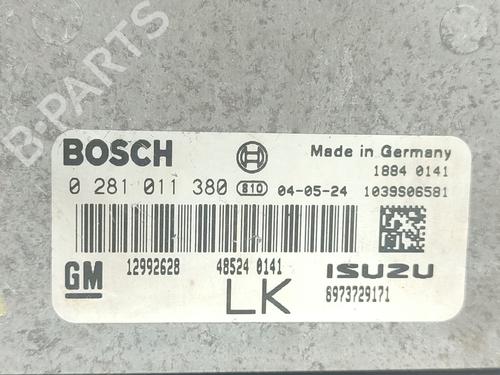 B-PARTS
BOSCH
Made in Germany
1884 0141
0 281 011 380 810 04-05-24 1039S06581
GM 12992628 48524 0141 ISUZU
LK 8973729171